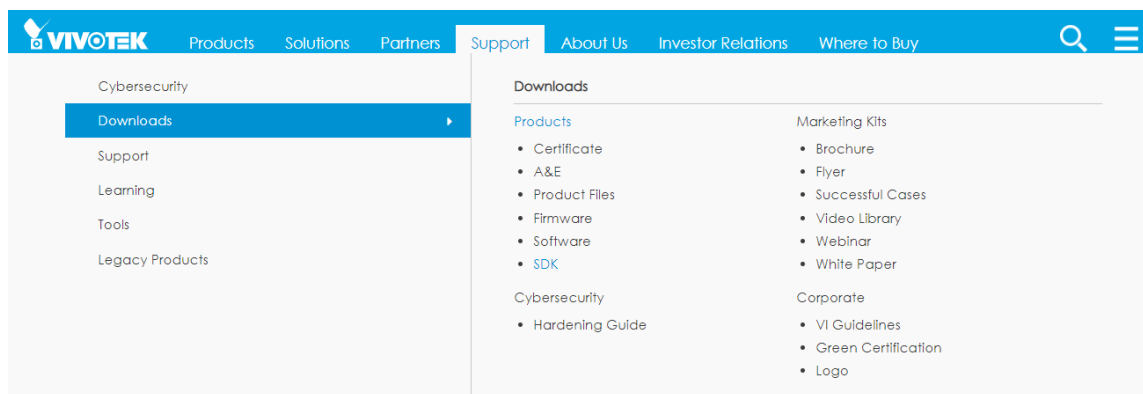 VIVOTEK Products Solutions Partners Support About Us Investor Relations Where to Buy
Cybersecurity
Downloads
Support
Learning
Tools
Legacy Products
Downloads
Products
• Certificate
• A&E
• Product Files
• Firmware
• Software
• SDK
Cybersecurity
• Hardening Guide
Marketing Kits
• Brochure
• Flyer
• Successful Cases
• Video Library
• Webinar
• White Paper
Corporate
• VI Guidelines
• Green Certification
• Logo